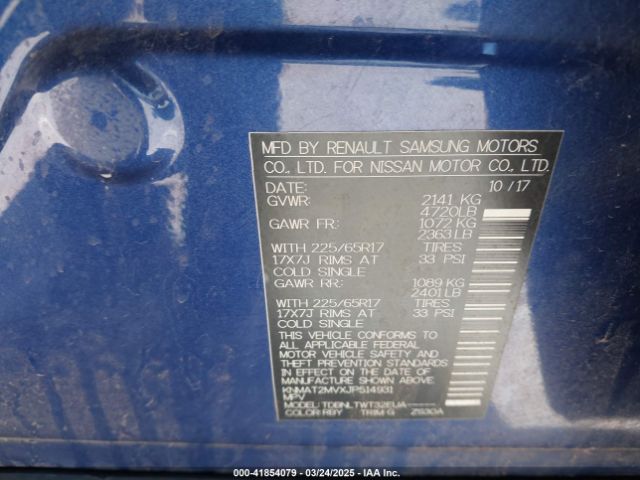 MFD BY RENAULT SAMSUNG MOTORS
CO., LTD. FOR NISSAN MOTOR CO., LTD.
DATE: 10/17
GVWR: 2141 KG
4720LB
GAWR FR: 1072 KG
2363LB
WITH 225/65R17 TIRES
17X7J RIMS AT 33 PSI
COLD SINGLE
GAWR RR: 1089 KG
2401LB
WITH 225/65R17 TIRES
17X7J RIMS AT 33 PSI
COLD SINGLE
THIS VEHICLE CONFORMS TO
ALL APPLICABLE FEDERAL
MOTOR VEHICLE SAFETY AND
THEFT PREVENTION STANDARDS
IN EFFECT ON THE DATE OF
MANUFACTURE SHOWN ABOVE.
KNMAT2MVXJP514931
MPV
MODEL: TDBNLTWT32EUA-----
COLOR RBY TRIM G Z930A
000-41854079 — 03/24/2025 — IAA Inc.